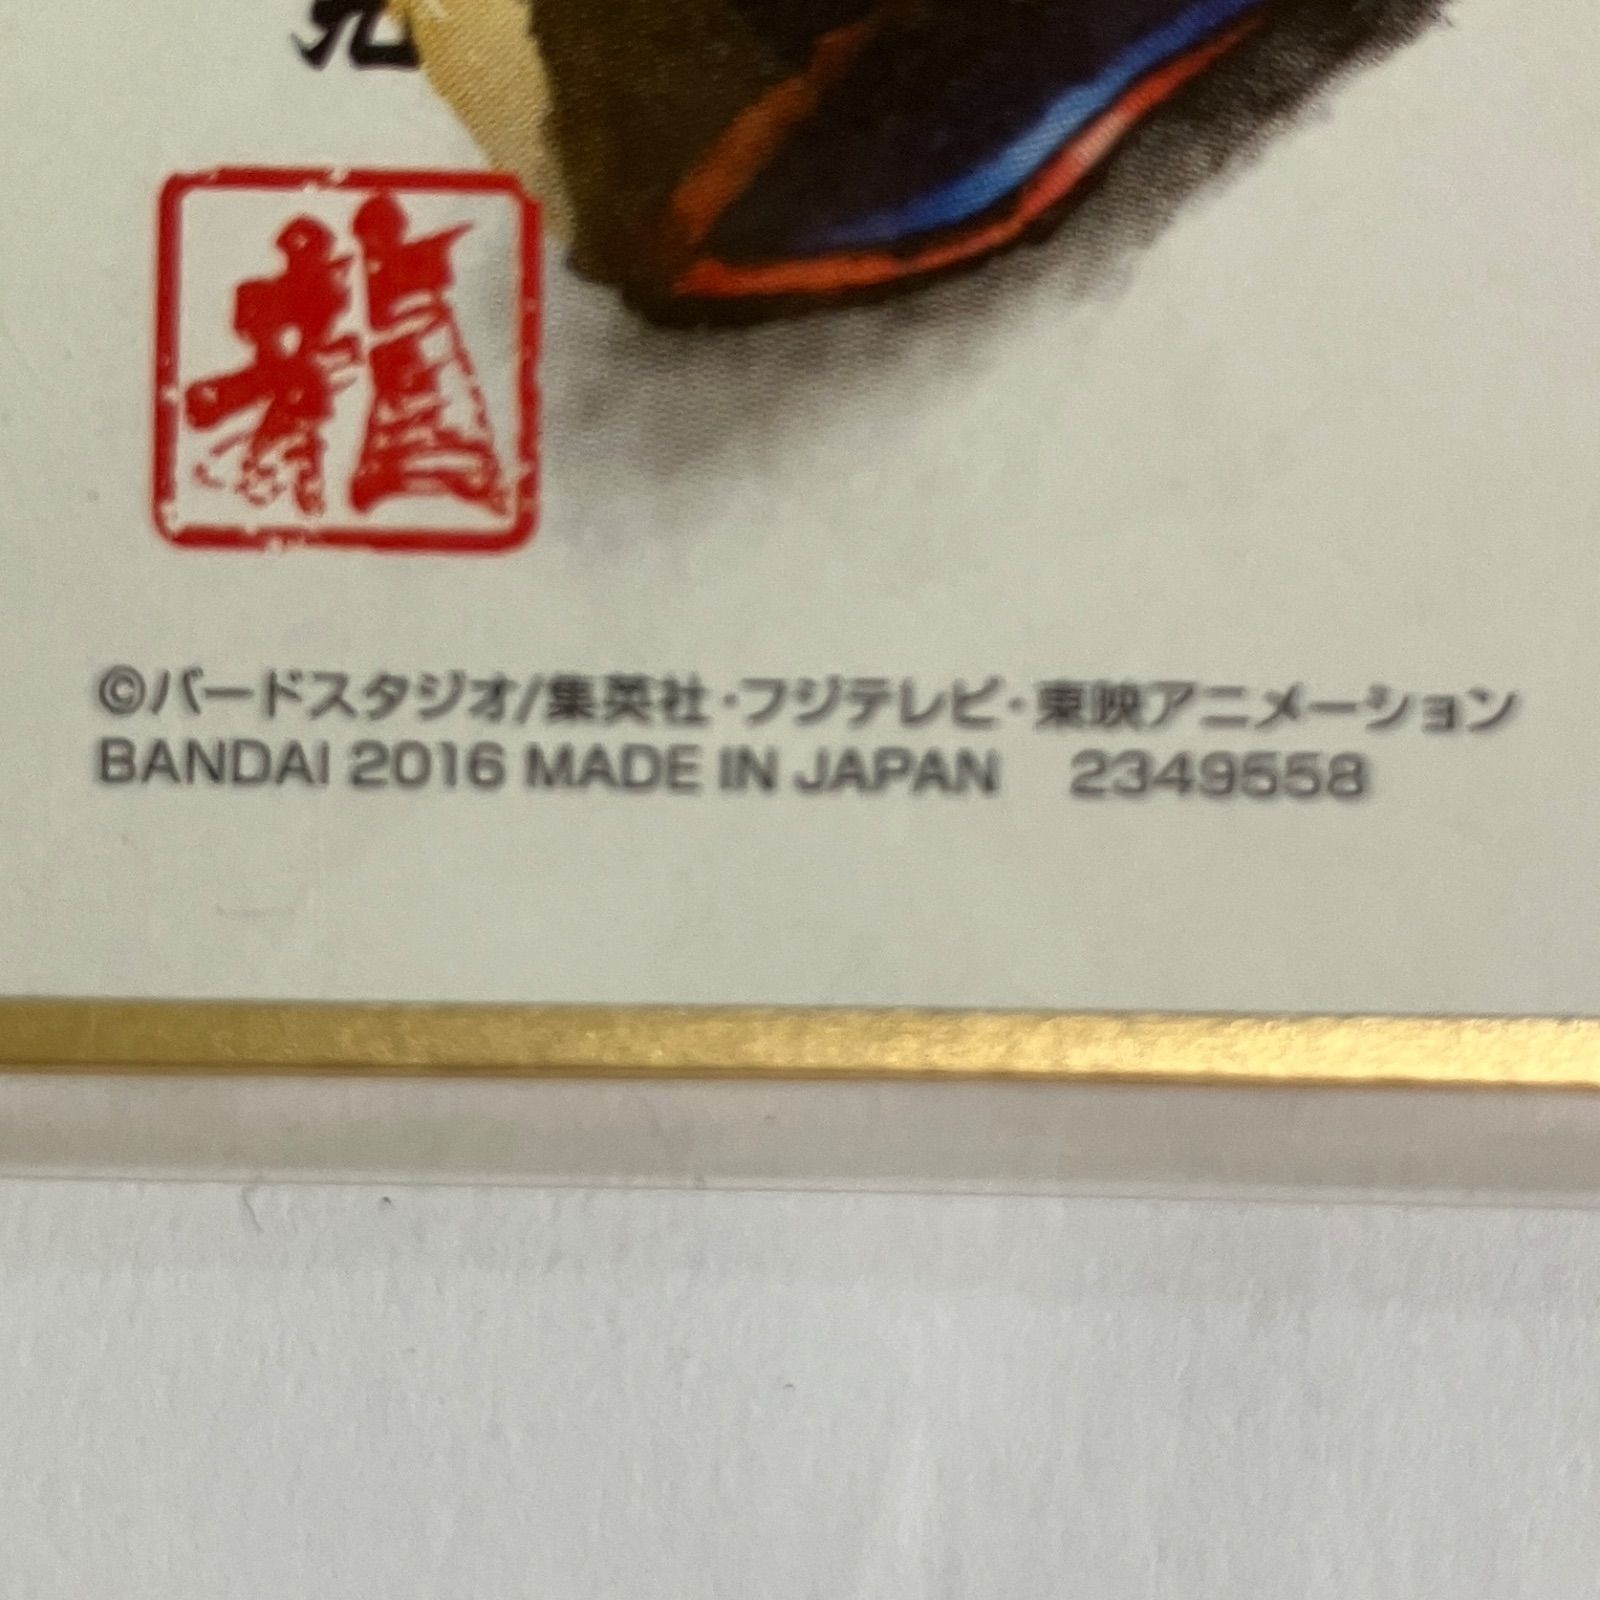 龍
©バードスタジオ/集英社・フジテレビ・東映アニメーション
BANDAI 2016 MADE IN JAPAN 2349558